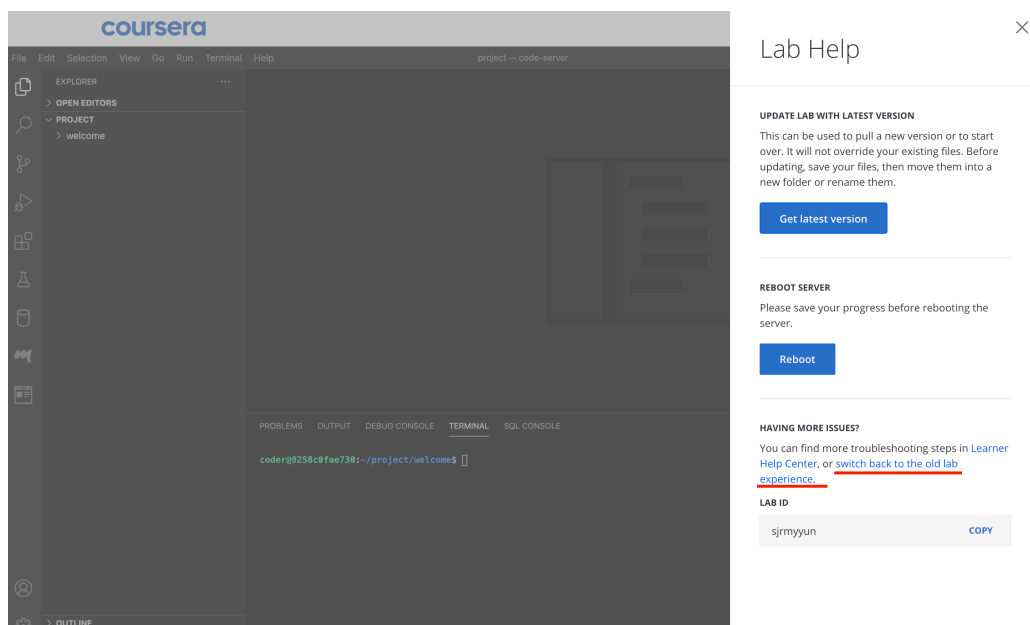 coursera
File Edit Selection View Go Run Terminal Help
project — code-server
EXPLORER
OPEN EDITORS
PROJECT
welcome
PROBLEMS OUTPUT DEBUG CONSOLE TERMINAL SQL CONSOLE
coder@9258c0fae730:~/project/welcome$
OUTLINE
Lab Help
UPDATE LAB WITH LATEST VERSION
This can be used to pull a new version or to start
over. It will not override your existing files. Before
updating, save your files, then move them into a
new folder or rename them.
Get latest version
REBOOT SERVER
Please save your progress before rebooting the
server.
Reboot
HAVING MORE ISSUES?
You can find more troubleshooting steps in Learner
Help Center, or switch back to the old lab
experience.
LAB ID
sjrmyyun COPY